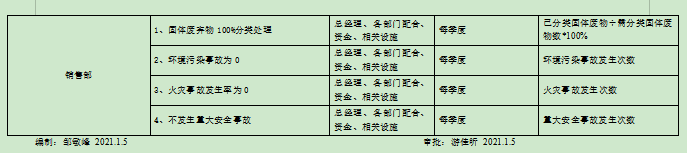 销售部
1、固体废弃物 100%分类处理
总经理、各部门配合、
资金、相关设施
每季度
已分类固体废物÷需分类固体废
物数*100%
2、环境污染事故为 0
总经理、各部门配合、
资金、相关设施
每季度
环境污染事故发生次数
3、火灾事故发生率为 0
总经理、各部门配合、
资金、相关设施
每季度
火灾事故发生次数
4、不发生重大安全事故
总经理、各部门配合、
资金、相关设施
每季度
重大安全事故发生次数
编制：邹敏峰 2021.1.5
审批：游佳昕 2021.1.5